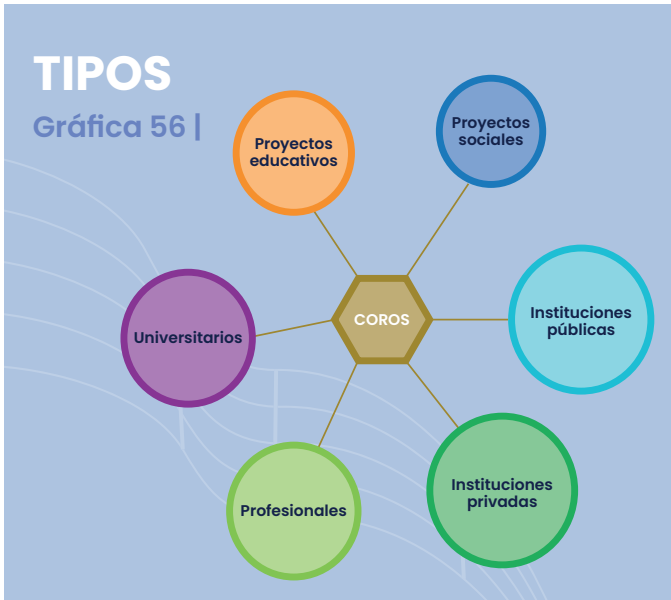 TIPOS
Gráfica 56 |
Proyectos
educativos
Proyectos
sociales
Instituciones
públicas
COROS
Universitarios
Instituciones
privadas
Profesionales